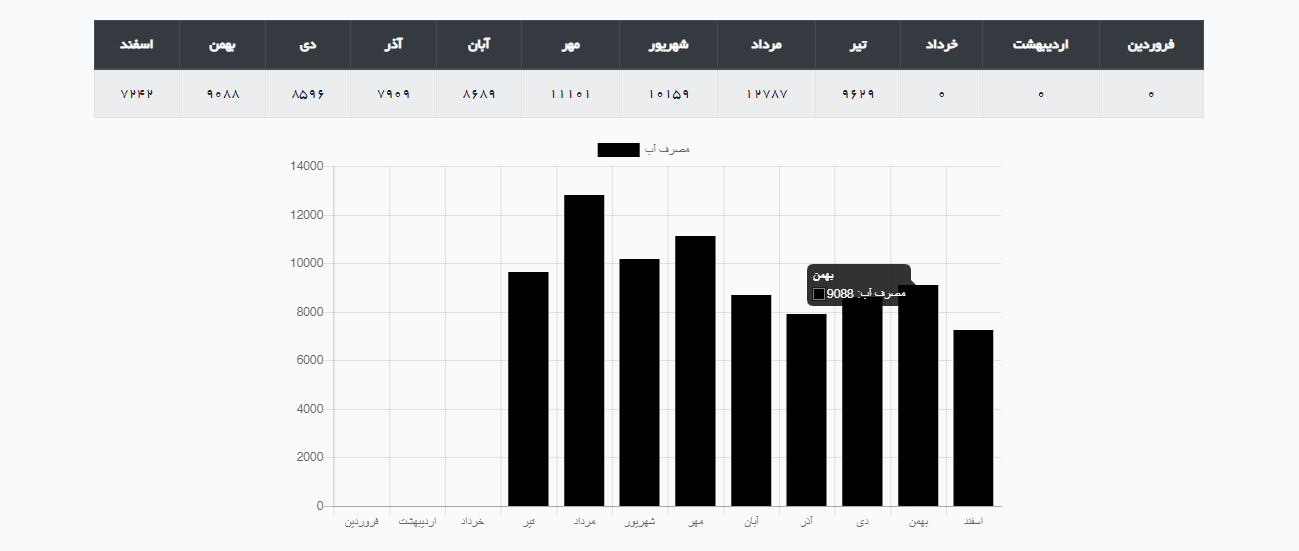 فروردین اردیبهشت خرداد تیر مرداد شهریور مهر آبان آذر دی بهمن اسفند
۰ ۰ ۰ ۹۶۲۹ ۱۲۷۸۷ ۱۰۱۵۹ ۱۱۱۰۱ ۸۶۸۹ ۷۹۰۹ ۸۵۹۶ ۹۰۸۸ ۷۲۴۲
مصرف آب
14000
12000
10000
بهمن
مصرف آب: 9088
8000
6000
4000
2000
0
فروردین اردیبهشت خرداد تیر مرداد شهریور مهر آبان آذر دی بهمن اسفند